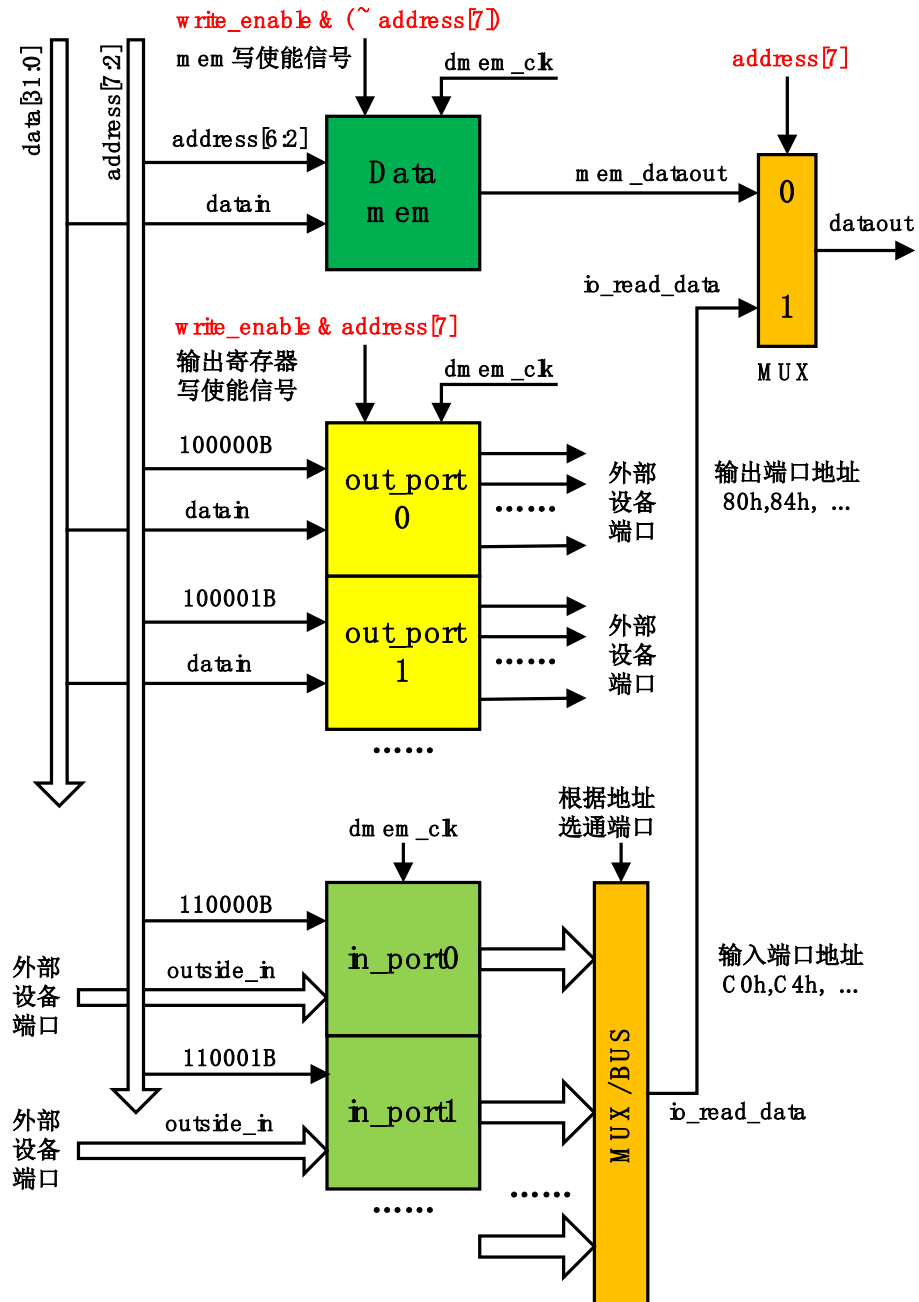 write_enable & (~ address[7])
mem 写使能信号
dmem_clk
address[7]
data[31:0]
address[7:2]
address[6:2]
datain
Data
mem
mem_dataout
0
dataout
io_read_data
1
MUX
write_enable & address[7]
输出寄存器
写使能信号
dmem_clk
100000B
datain
out_port
0
......
外部
设备
端口
输出端口地址
80h,84h, ...
100001B
datain
out_port
1
......
外部
设备
端口
......
根据地址
选通端口
dmem_clk
110000B
外部
设备
端口
outside_in
in_port0
输入端口地址
C0h,C4h, ...
110001B
外部
设备
端口
outside_in
in_port1
MUX/BUS
io_read_data
......
......